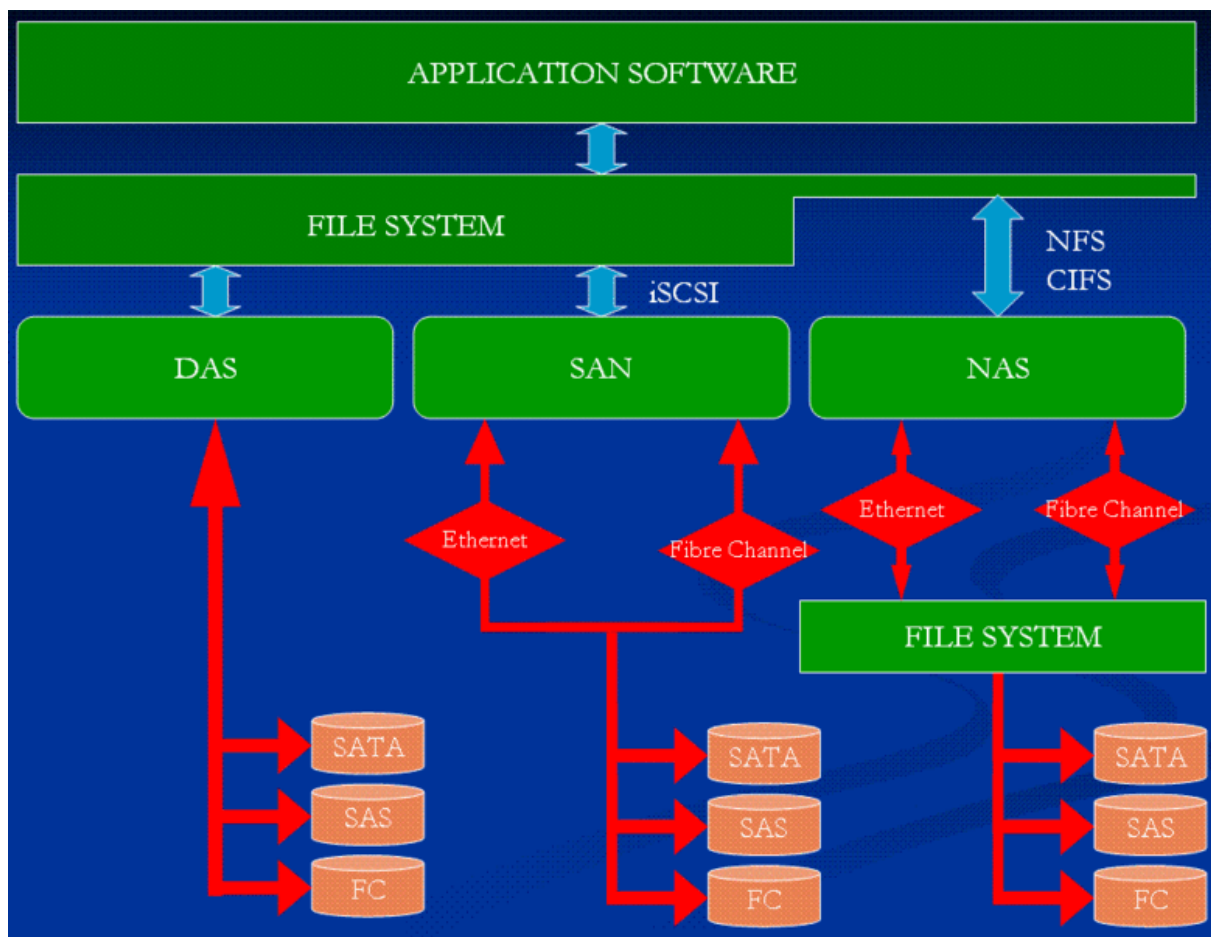 APPLICATION SOFTWARE
FILE SYSTEM
NFS
CIFS
iSCSI
DAS
SAN
NAS
Ethernet
Fibre Channel
Ethernet
Fibre Channel
FILE SYSTEM
SATA
SAS
FC
SATA
SAS
FC
SATA
SAS
FC